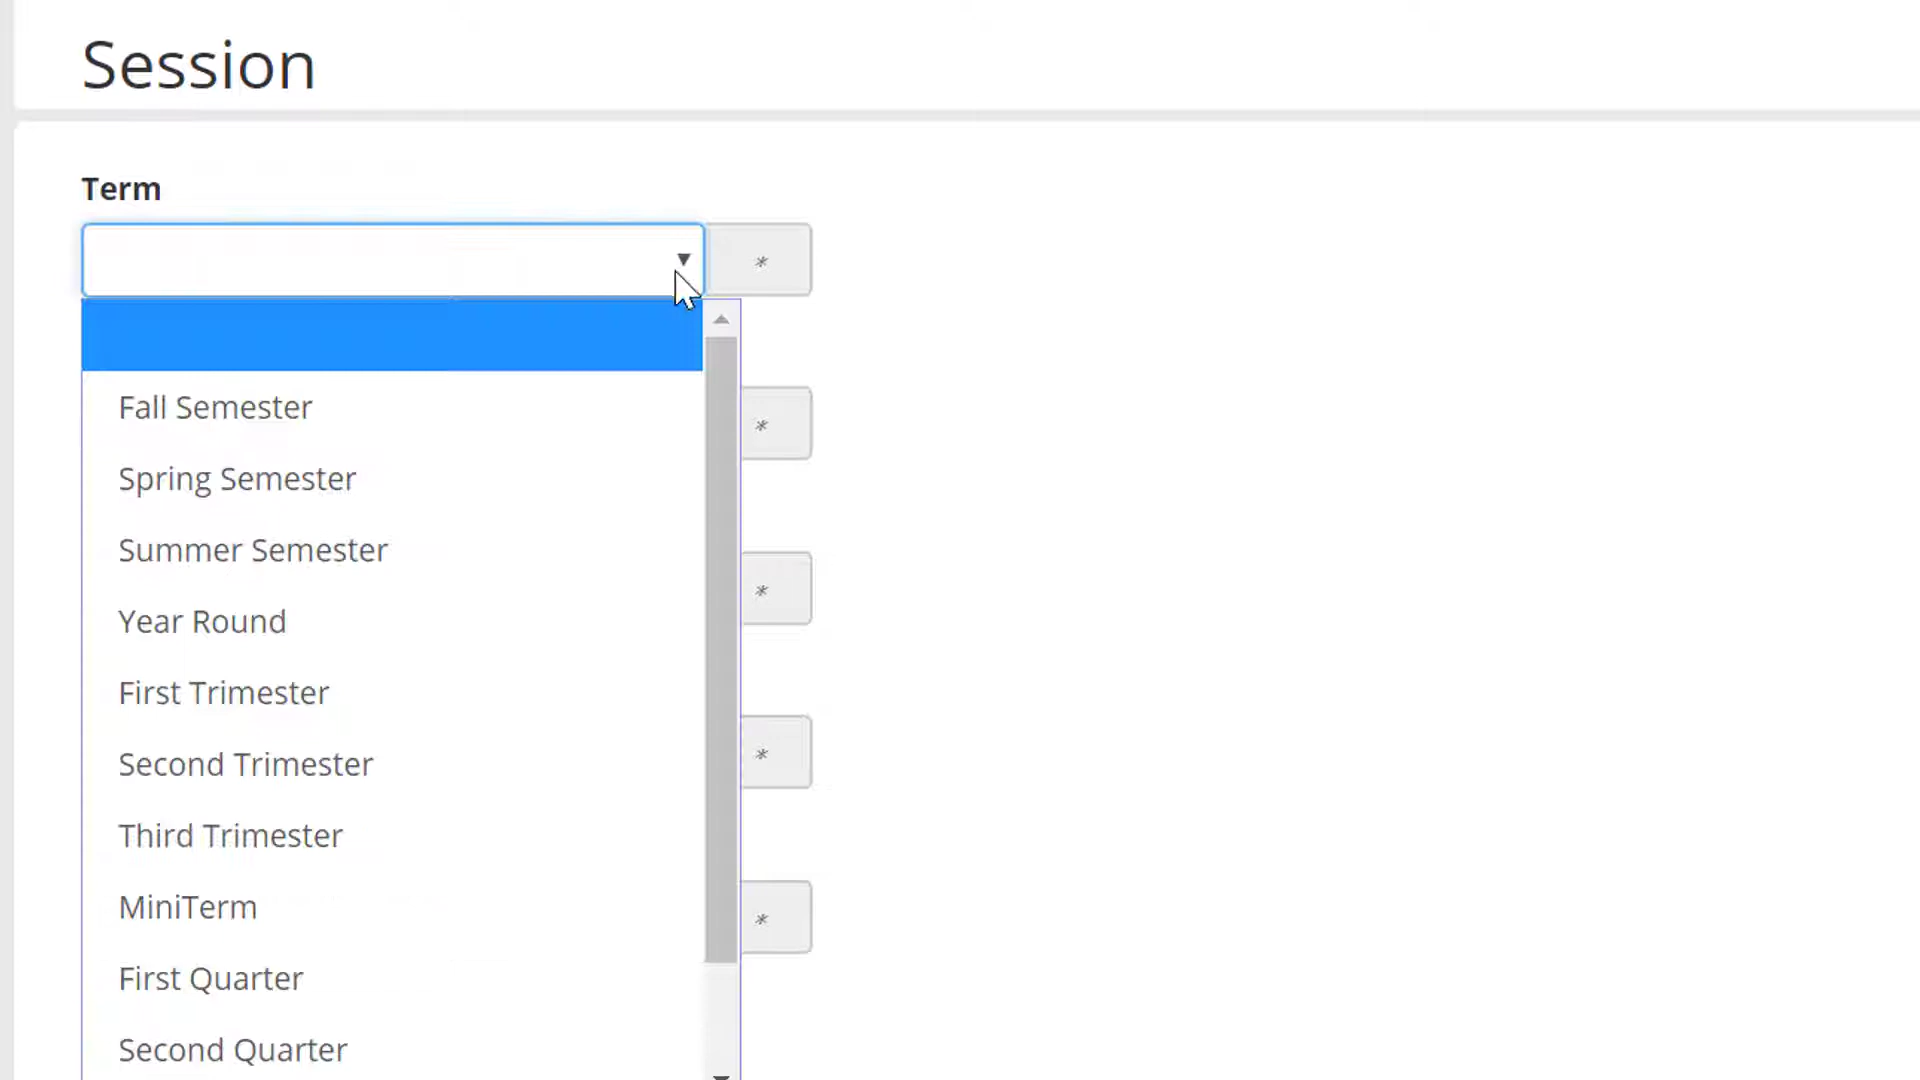 Session
Term
*
Fall Semester
*
Spring Semester
Summer Semester
*
Year Round
First Trimester
Second Trimester
*
Third Trimester
MiniTerm
*
First Quarter
Second Quarter